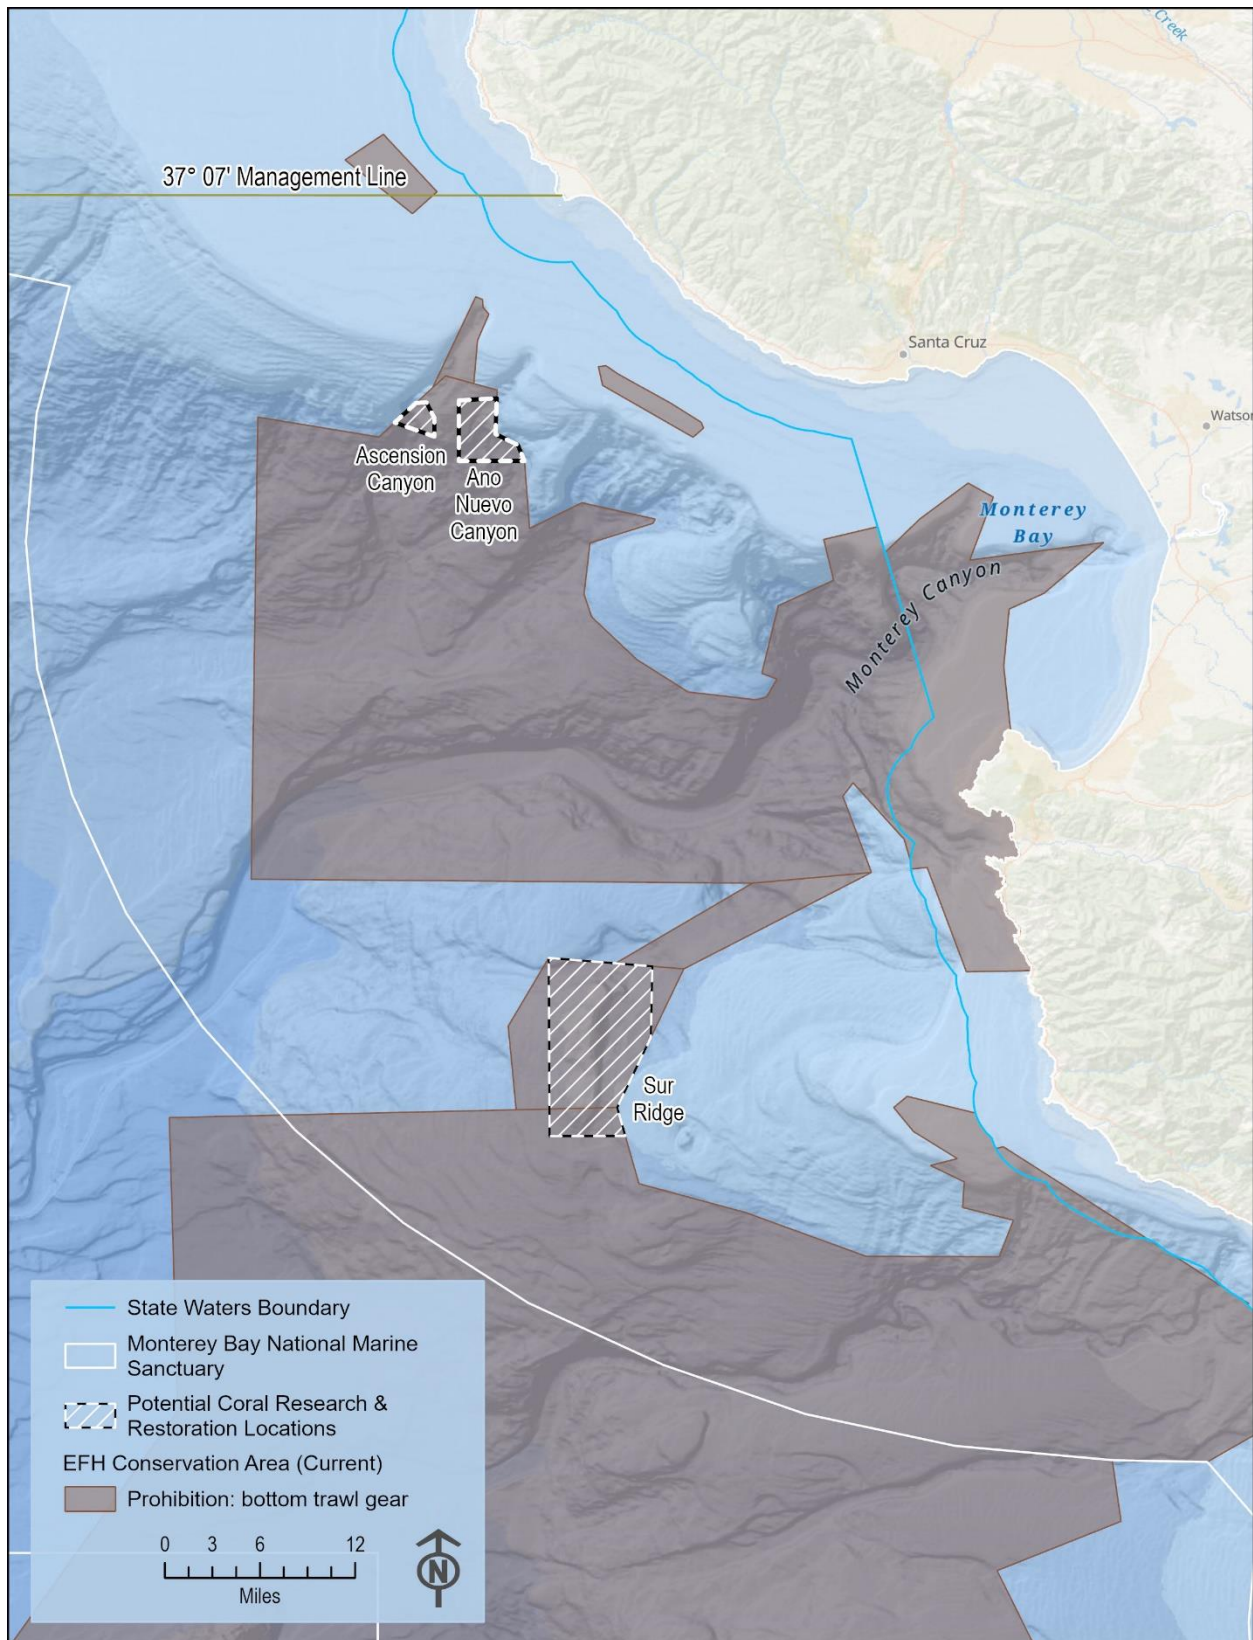 Creek
37° 07' Management Line
Santa Cruz
Watso
Ascension
Canyon
Ano
Nuevo
Canyon
Monterey
Bay
Monterey Canyon
Sur
Ridge
State Waters Boundary
Monterey Bay National Marine
Sanctuary
Potential Coral Research &
Restoration Locations
EFH Conservation Area (Current)
Prohibition: bottom trawl gear
0 3 6 12
Miles
N